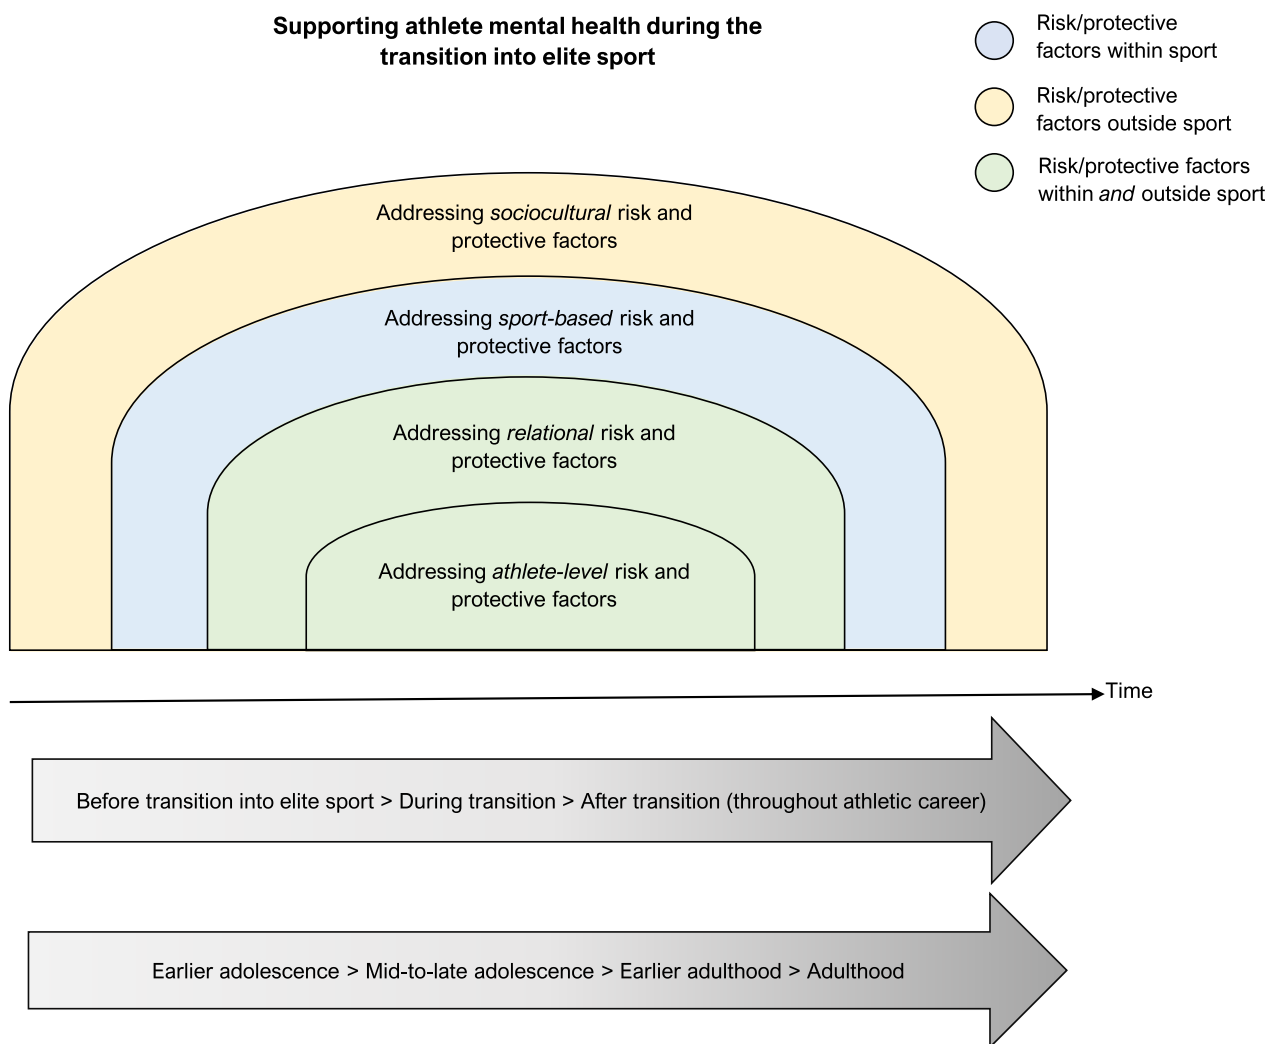 Supporting athlete mental health during the
transition into elite sport
Risk/protective
factors within sport
Risk/protective
factors outside sport
Risk/protective factors
within and outside sport
Addressing sociocultural risk and
protective factors
Addressing sport-based risk and
protective factors
Addressing relational risk and
protective factors
Addressing athlete-level risk and
protective factors
Time
Before transition into elite sport > During transition > After transition (throughout athletic career)
Earlier adolescence > Mid-to-late adolescence > Earlier adulthood > Adulthood